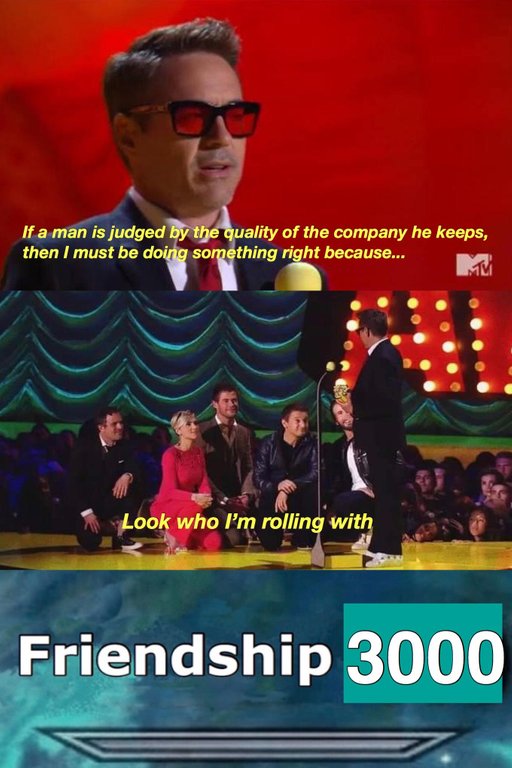 If a man is judged by the quality of the company he keeps,
then I must be doing something right because...
MTV
Look who I'm rolling with
Friendship 3000